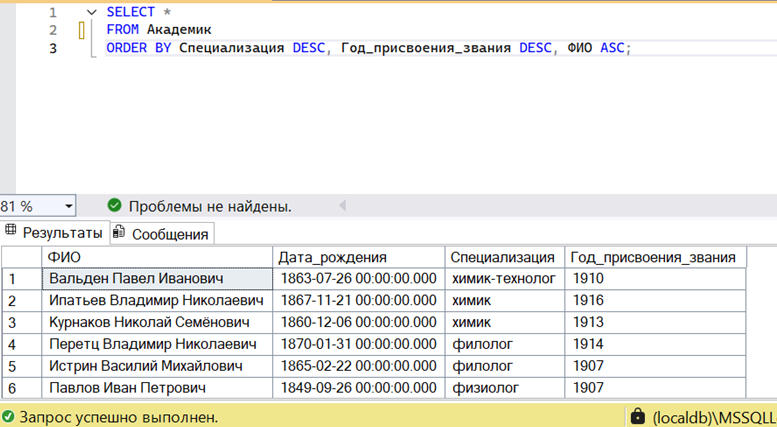 1 SELECT *
2 FROM Академик
3 ORDER BY Специализация DESC, Год_присвоения_звания DESC, ФИО ASC;
81 % Проблемы не найдены.
Результаты Сообщения
ФИО Дата_рождения Специализация Год_присвоения_звания
1 Вальден Павел Иванович 1863-07-26 00:00:00.000 химик-технолог 1910
2 Ипатьев Владимир Николаевич 1867-11-21 00:00:00.000 химик 1916
3 Курнаков Николай Семёнович 1860-12-06 00:00:00.000 химик 1913
4 Перетц Владимир Николаевич 1870-01-31 00:00:00.000 филолог 1914
5 Истрин Василий Михайлович 1865-02-22 00:00:00.000 филолог 1907
6 Павлов Иван Петрович 1849-09-26 00:00:00.000 физиолог 1907
Запрос успешно выполнен. (localdb)\MSSQLL